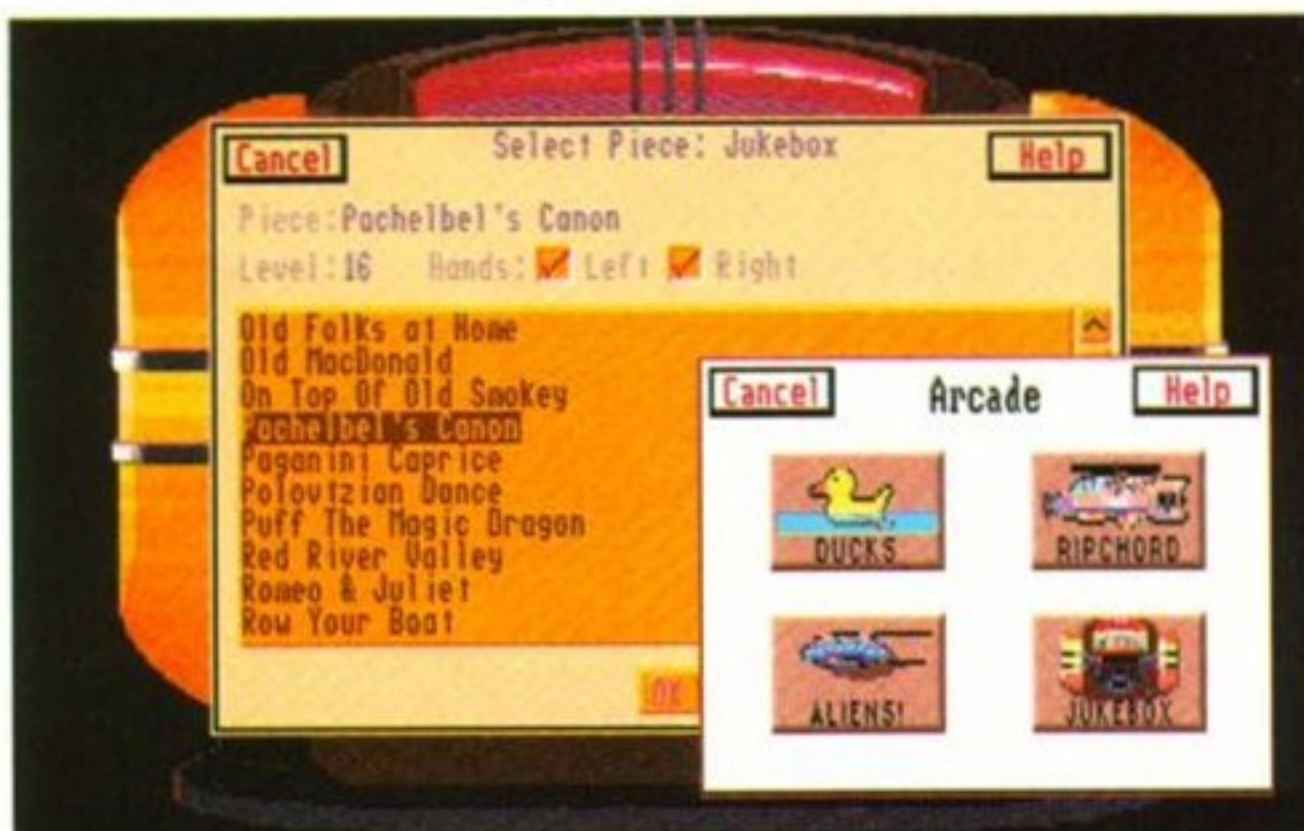 Cancel
Select Piece: Jukebox
Help
Piece:Pachelbel's Canon
Level:16 Hands: Left Right
Old Folks at Home
Old MacDonald
On Top Of Old Smokey
Pachelbel's Canon
Paganini Caprice
Polovtzian Dance
Puff The Magic Dragon
Red River Valley
Romeo & Juliet
Row Your Boat
OK
Cancel
Arcade
Help
DUCKS
RIPCHORD
ALIENS!
JUKEBOX